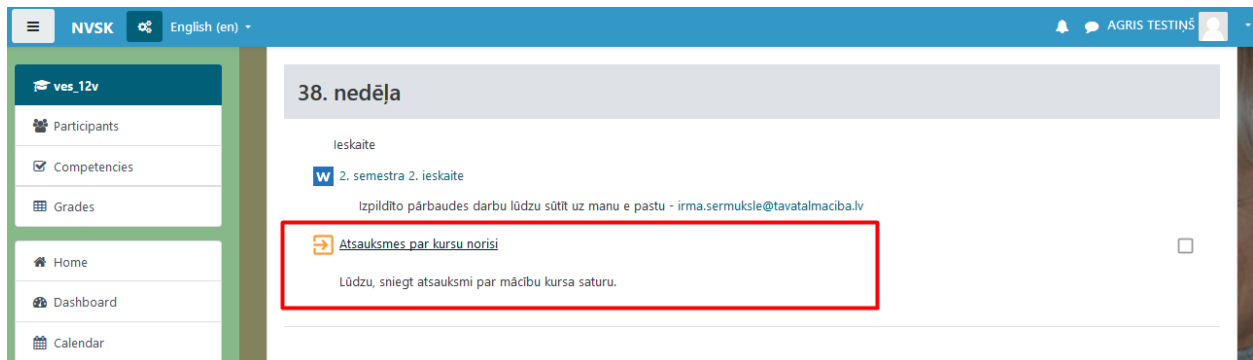 NVSK English (en)
AGRIS TESTIŅŠ
ves_12v
Participants
Competencies
Grades
Home
Dashboard
Calendar
38. nedēļa
Ieskaite
W 2. semestra 2. ieskaite
Izpildīto pārbaudes darbu lūdzu sūtīt uz manu e pastu - irma.sermuksle@tavatalmaciba.lv
Atsauksmes par kursu norisi
Lūdzu, sniegt atsauksmi par mācību kursa saturu.